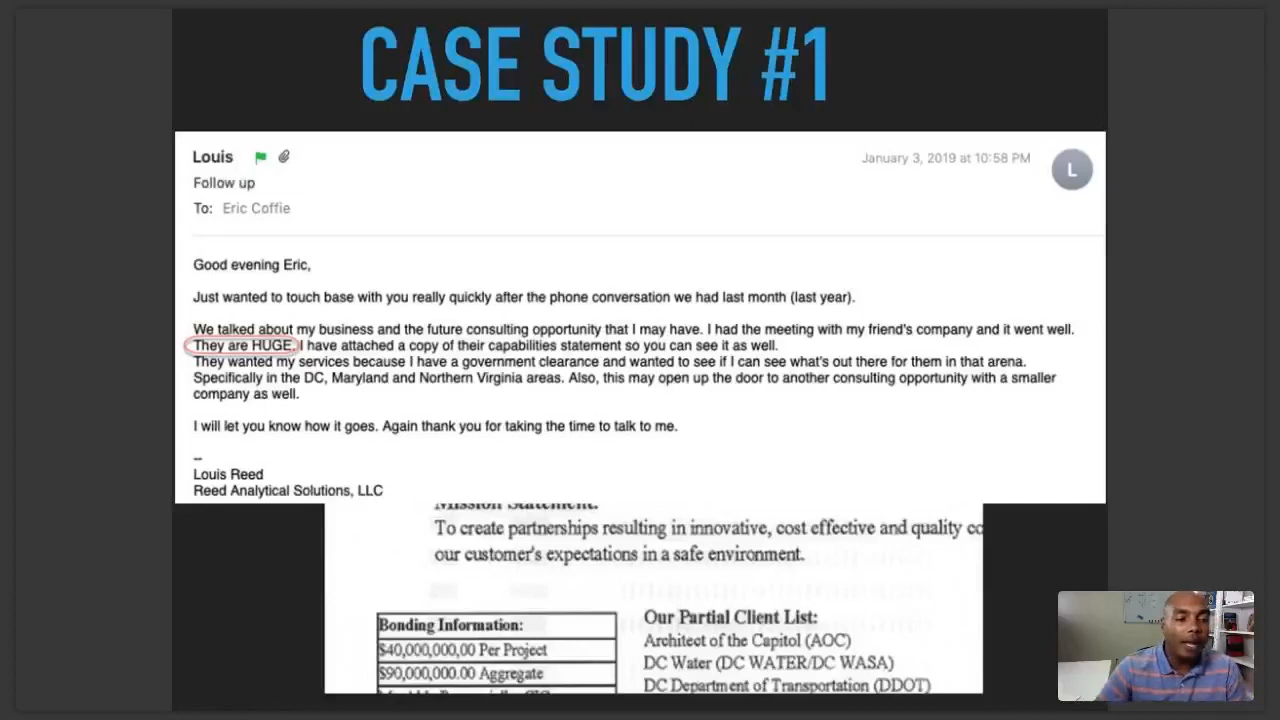 CASE STUDY #1
Louis
January 3, 2019 at 10:58 PM
L
Follow up
To: Eric Coffie
Good evening Eric,
Just wanted to touch base with you really quickly after the phone conversation we had last month (last year).
We talked about my business and the future consulting opportunity that I may have. I had the meeting with my friend's company and it went well.
They are HUGE. I have attached a copy of their capabilities statement so you can see it as well.
They wanted my services because I have a government clearance and wanted to see if I can see what's out there for them in that arena.
Specifically in the DC, Maryland and Northern Virginia areas. Also, this may open up the door to another consulting opportunity with a smaller
company as well.
I will let you know how it goes. Again thank you for taking the time to talk to me.
--
Louis Reed
Reed Analytical Solutions, LLC
Mission Statement:
To create partnerships resulting in innovative, cost effective and quality co
our customer's expectations in a safe environment.
Bonding Information:
$40,000,000,00 Per Project
$90,000,000.00 Aggregate
Our Partial Client List:
Architect of the Capitol (AOC)
DC Water (DC WATER/DC WASA)
DC Department of Transportation (DDOT)